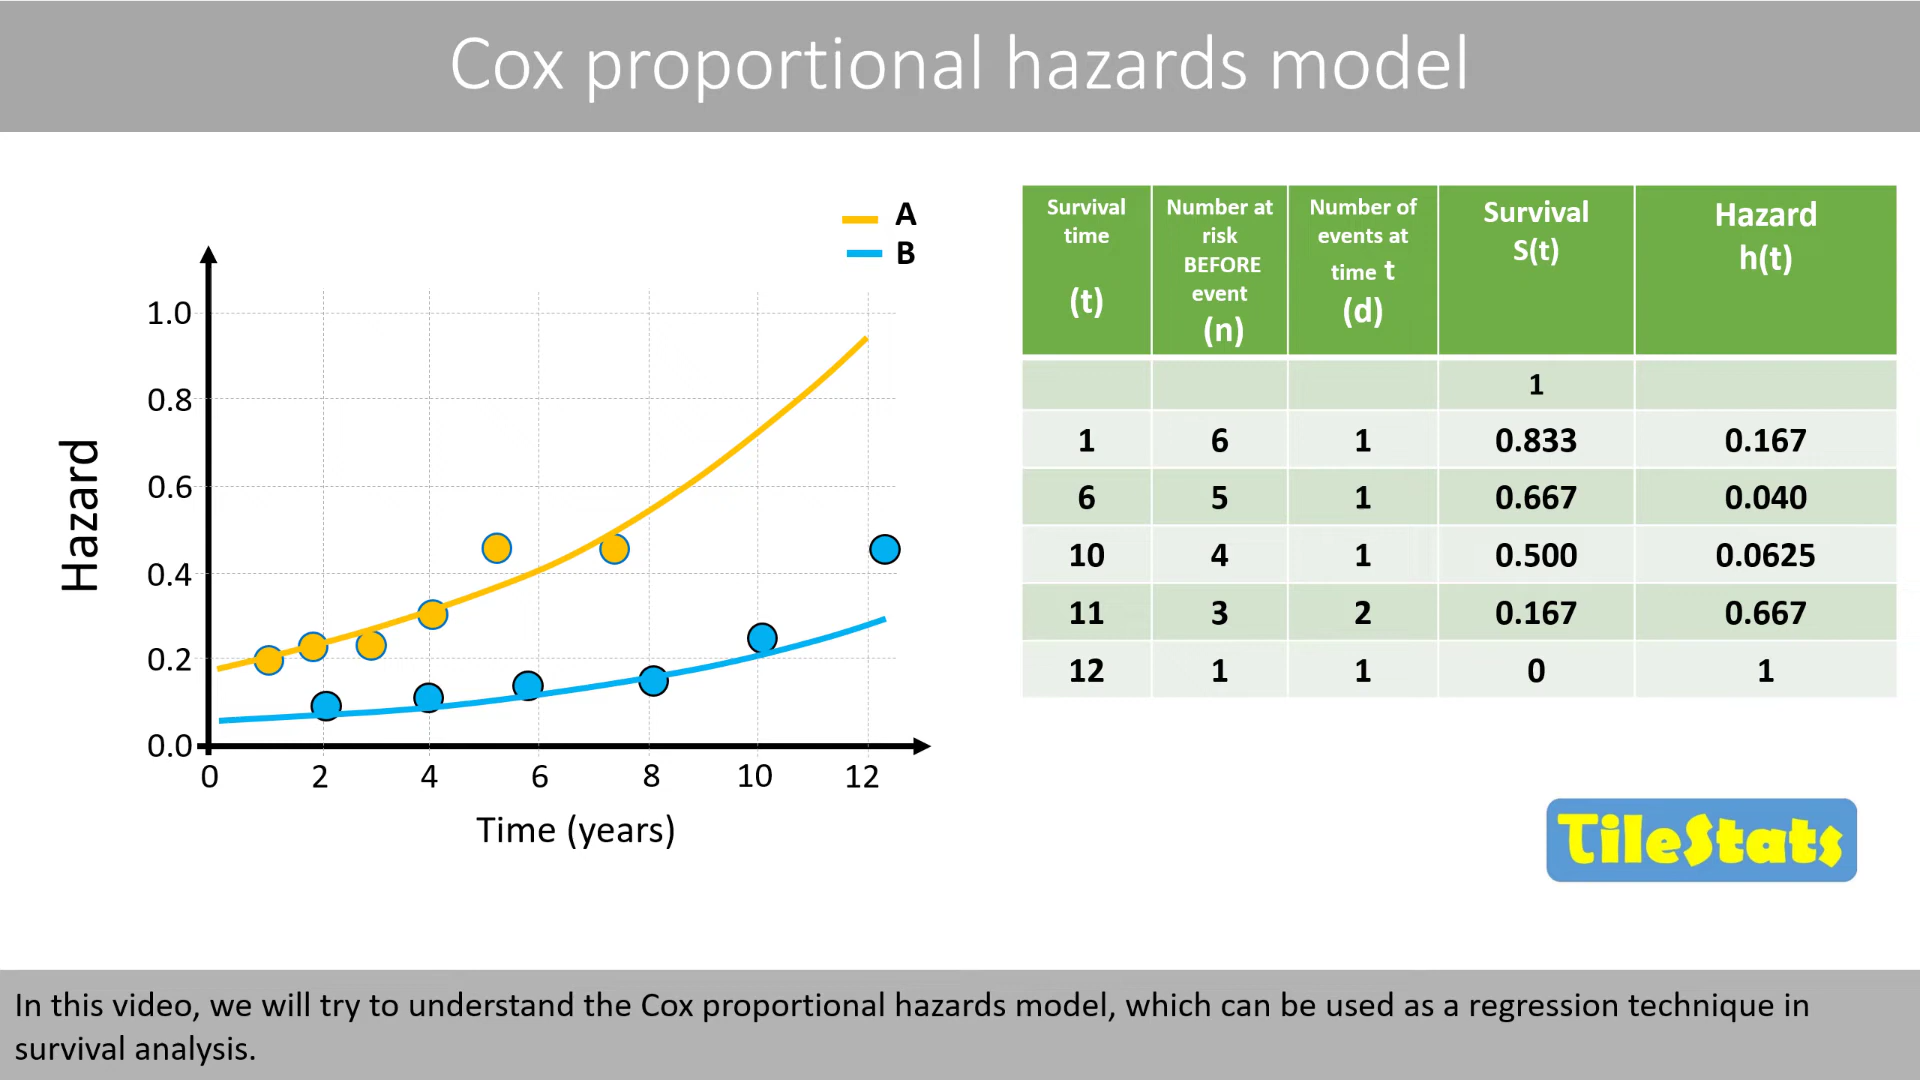 Cox proportional hazards model
A
B
1.0
0.8
0.6
0.4
0.2
0.0
0 2 4 6 8 10 12
Hazard
Time (years)
Survival time (t) Number at risk BEFORE event (n) Number of events at time t (d) Survival S(t) Hazard h(t)
1
1 6 1 0.833 0.167
6 5 1 0.667 0.040
10 4 1 0.500 0.0625
11 3 2 0.167 0.667
12 1 1 0 1
TileStats
In this video, we will try to understand the Cox proportional hazards model, which can be used as a regression technique in
survival analysis.